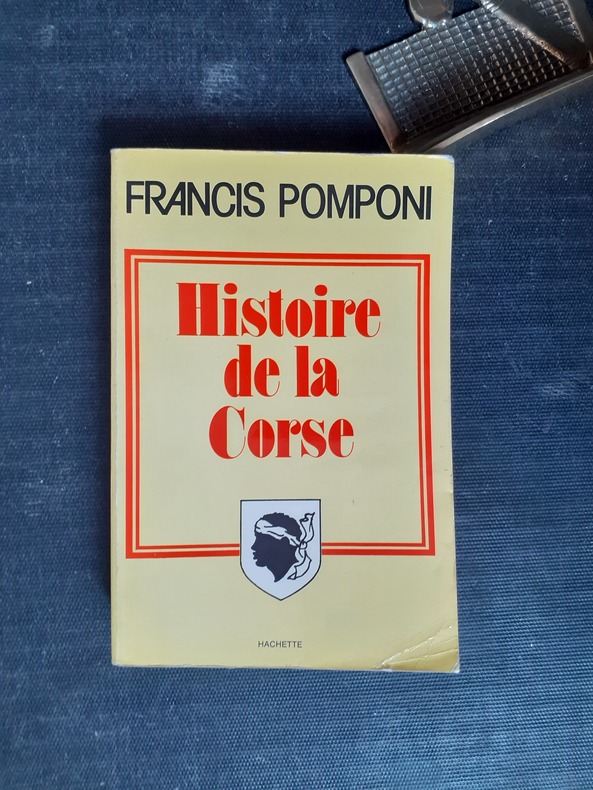 FRANCIS POMPONI
Histoire
de la
Corse
HACHETTE